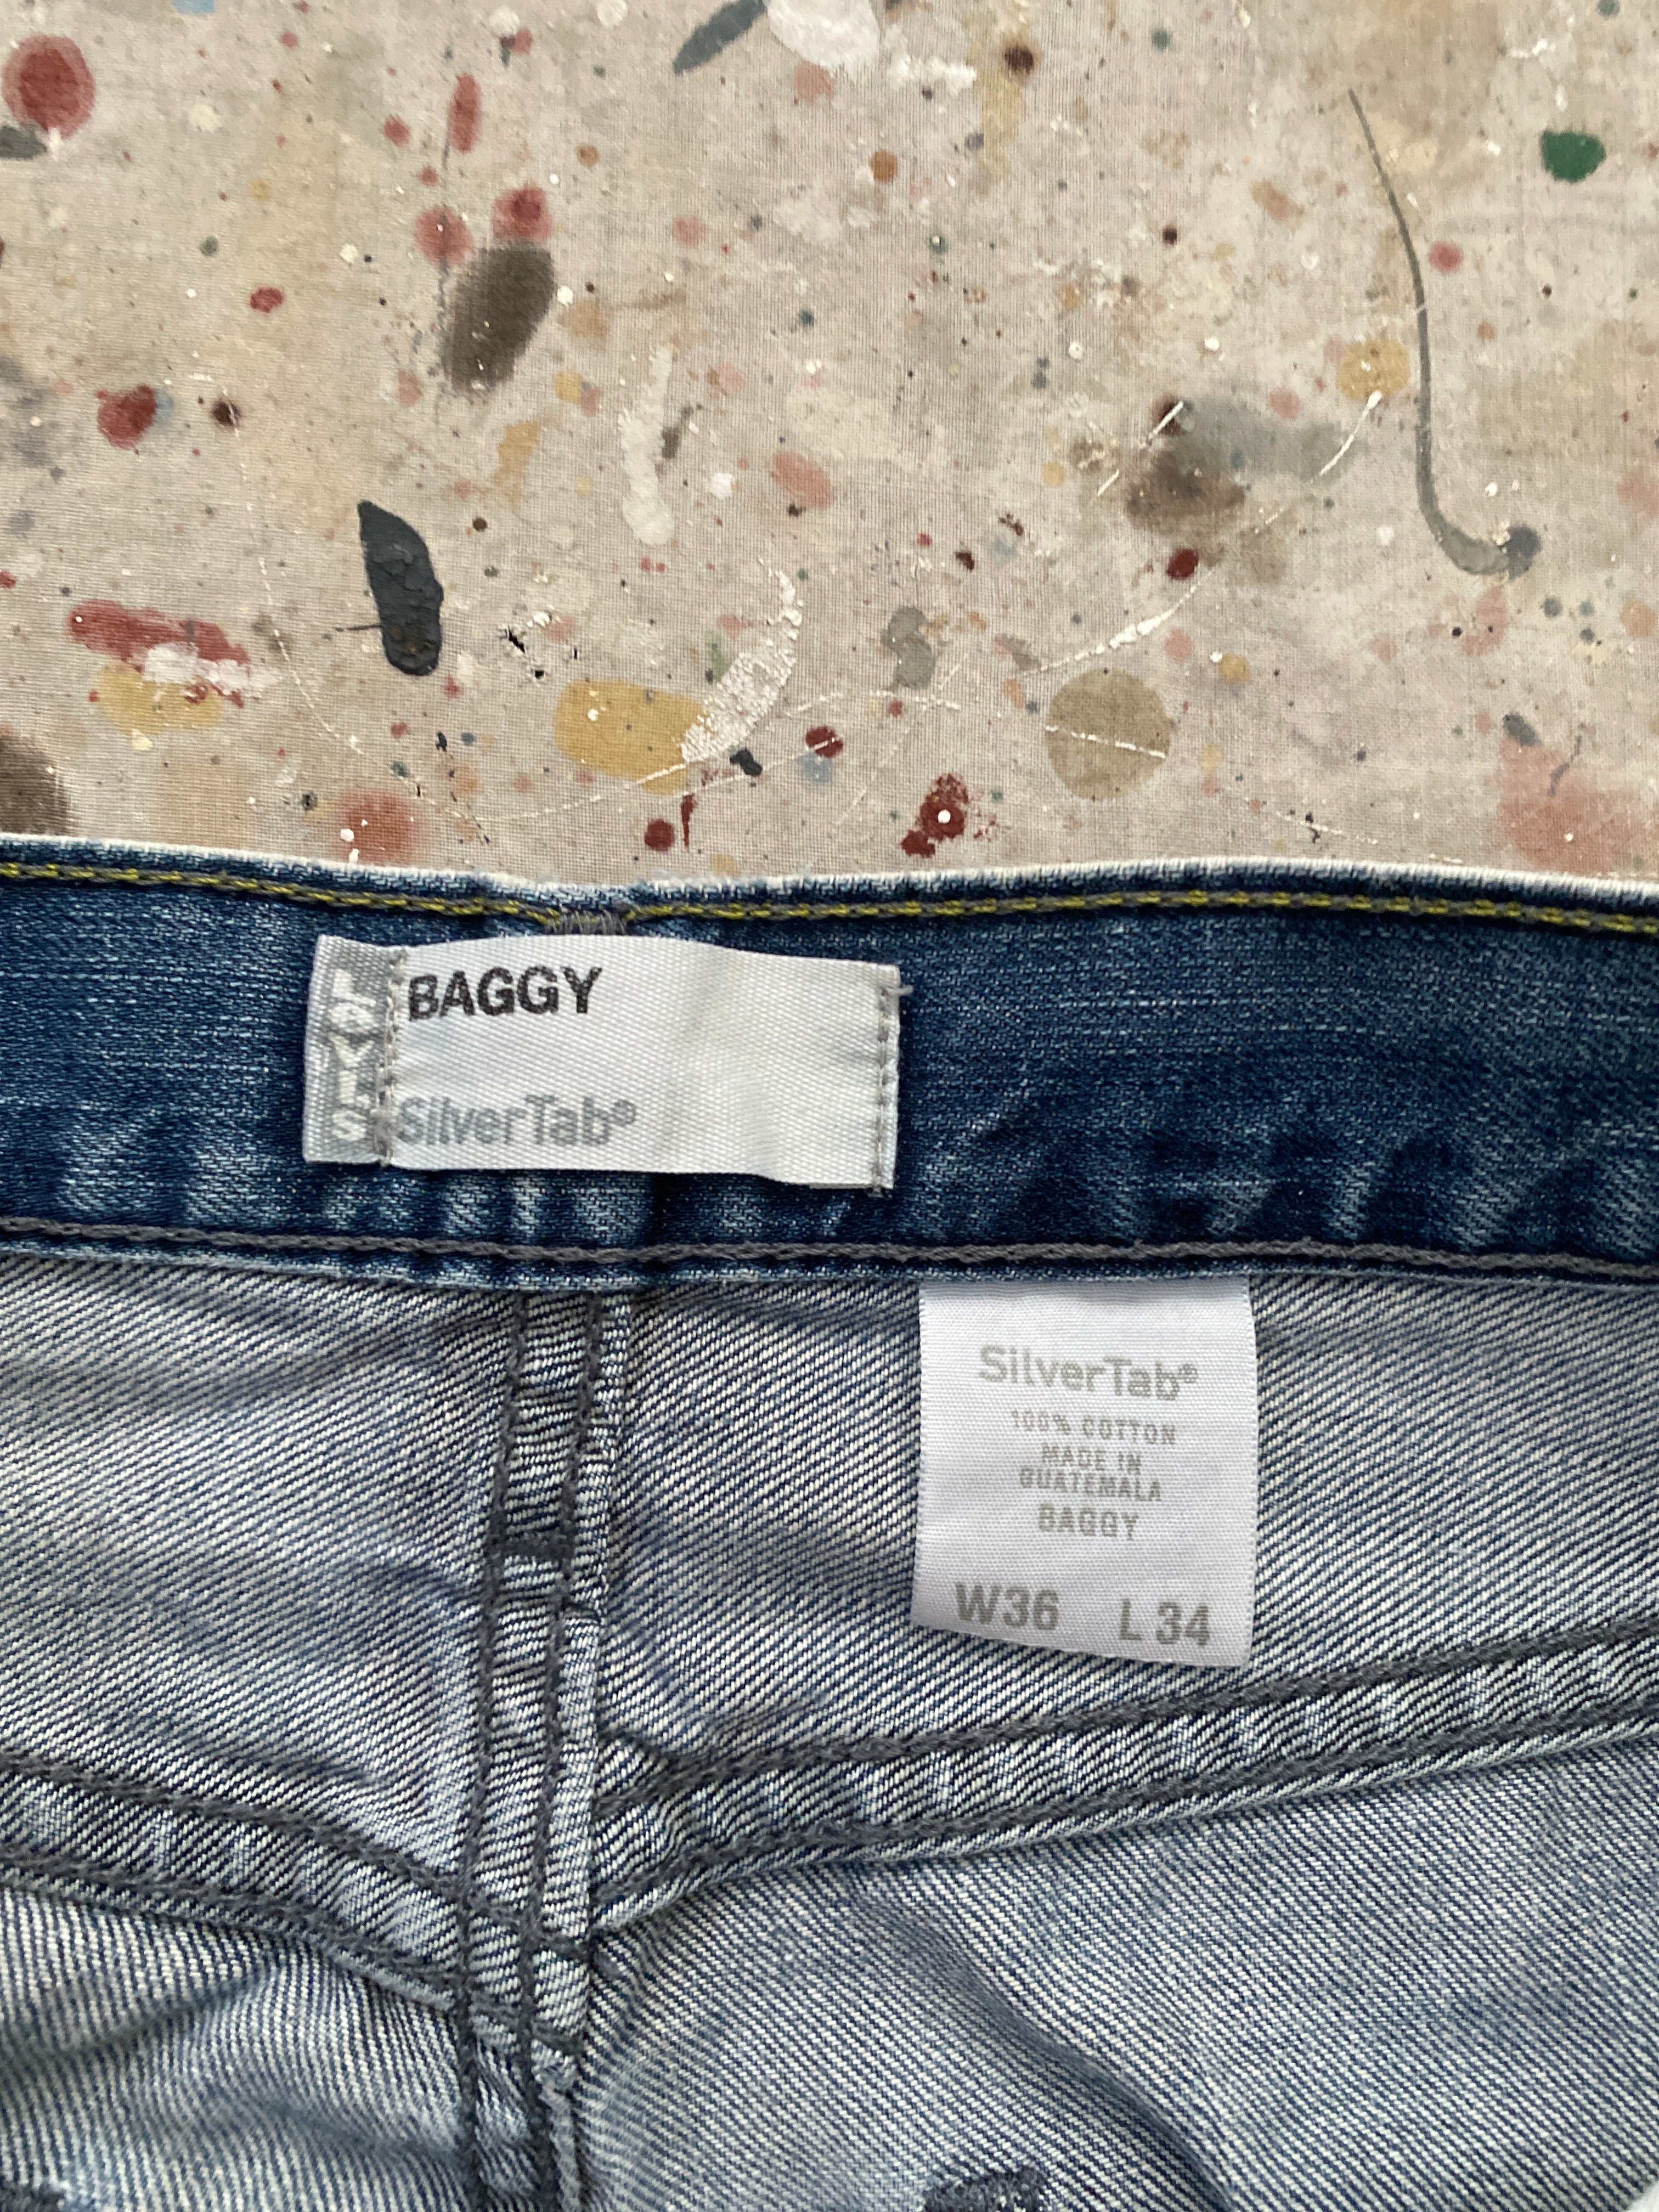 LEVI'S
BAGGY
SilverTab®
SilverTab®
100% COTTON
MADE IN
GUATEMALA
BAGGY
W36 L34